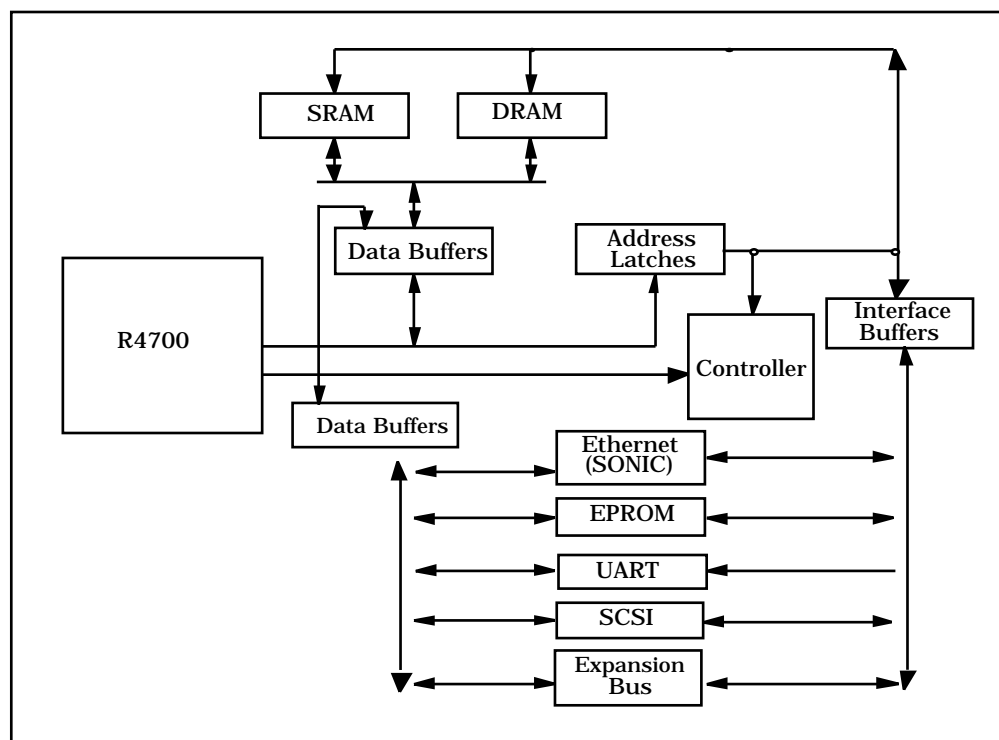 SRAM
DRAM
Data Buffers
Address
Latches
R4700
Interface
Buffers
Controller
Data Buffers
Ethernet
(SONIC)
EPROM
UART
SCSI
Expansion
Bus